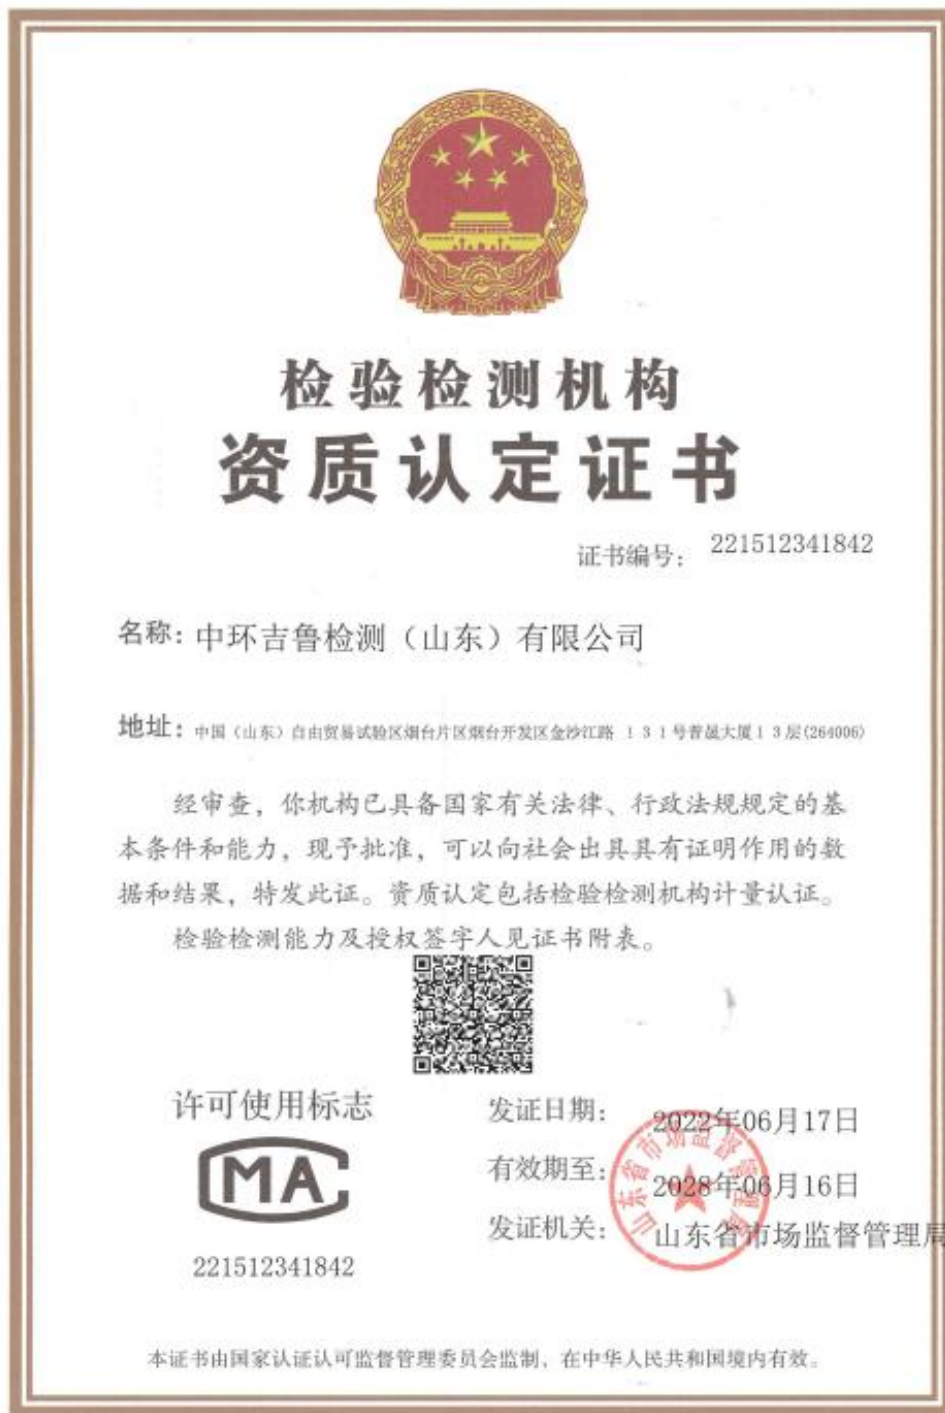 检验检测机构
资质认定证书
证书编号： 221512341842
名称：中环吉鲁检测（山东）有限公司
地址：中国（山东）自由贸易试验区烟台片区烟台开发区金沙江路 131号普晟大厦13层(264006)
经审查，你机构已具备国家有关法律、行政法规规定的基
本条件和能力，现予批准，可以向社会出具具有证明作用的数
据和结果，特发此证。资质认定包括检验检测机构计量认证。
检验检测能力及授权签字人见证书附表。
许可使用标志
MA
221512341842
发证日期： 2022年06月17日
有效期至： 2028年06月16日
发证机关： 山东省市场监督管理局
山东省市场监督管理局
本证书由国家认证认可监督管理委员会监制，在中华人民共和国境内有效。